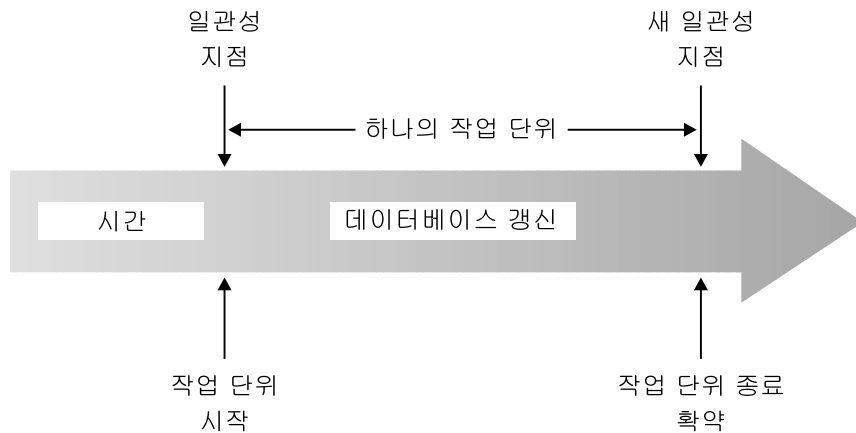 일관성
지점
새 일관성
지점
하나의 작업 단위
시간
데이터베이스 갱신
작업 단위
시작
작업 단위 종료
확약